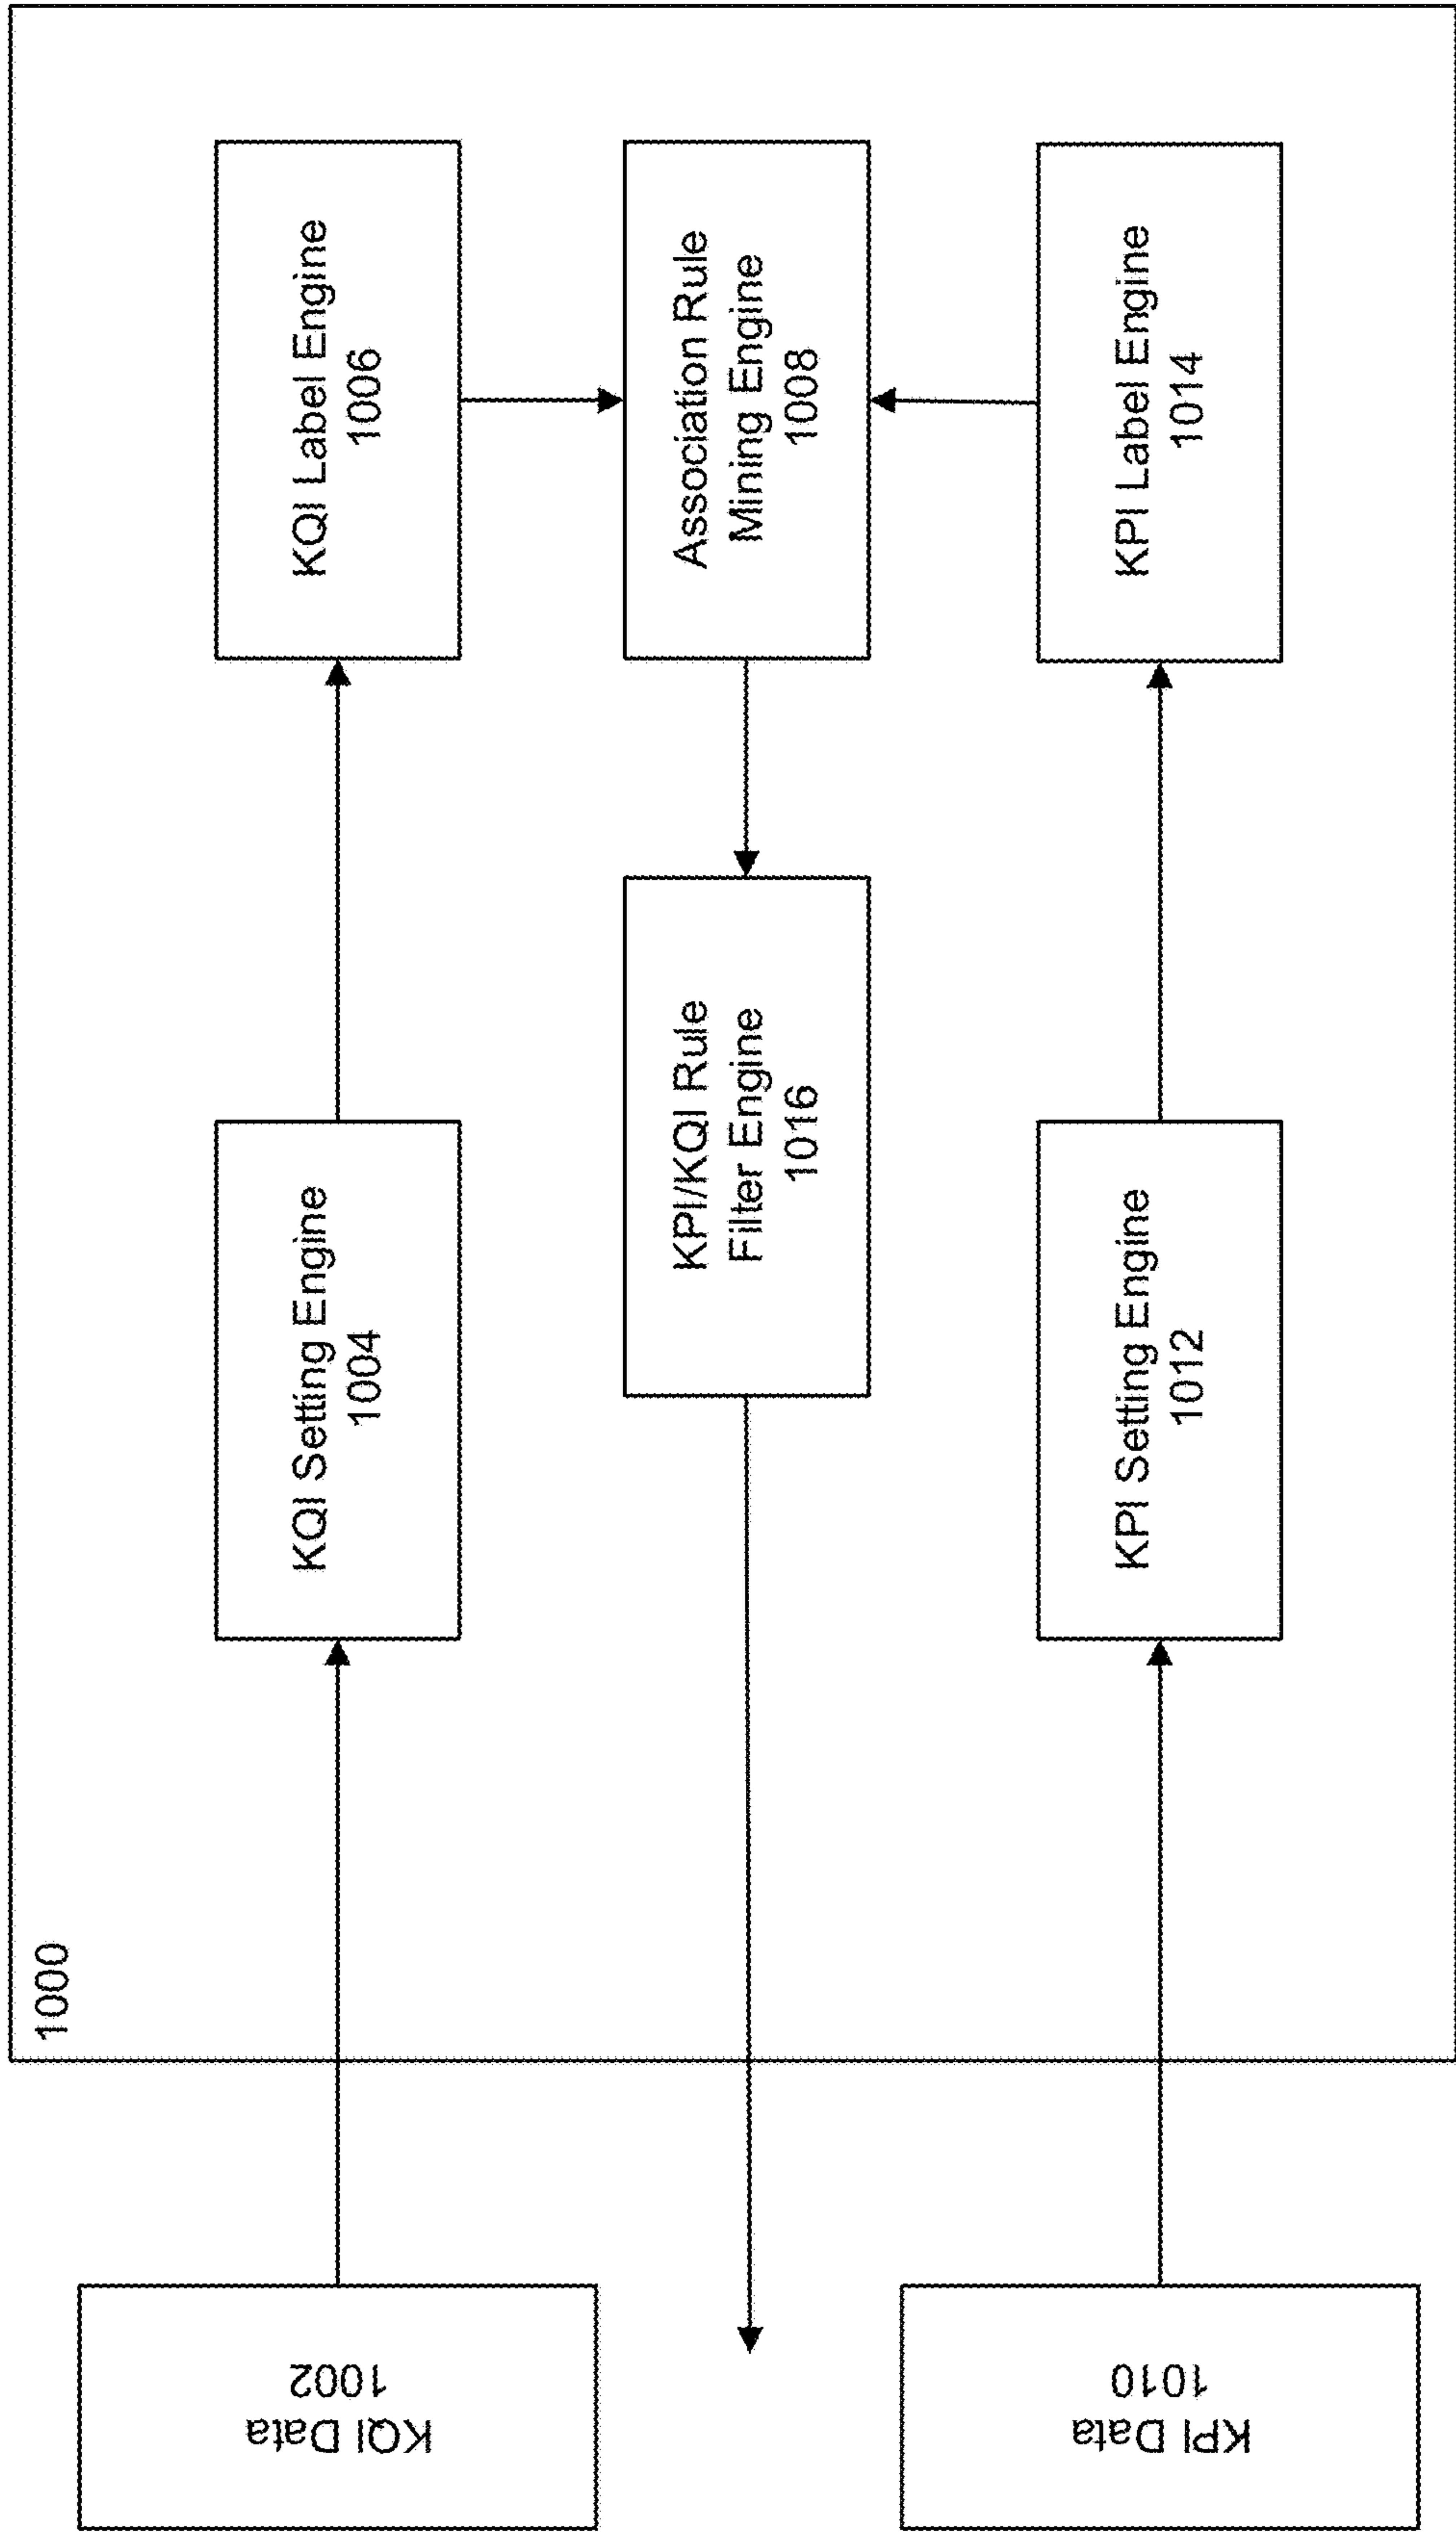 1000
KQI Data
1002
KQI Setting Engine
1004
KQI Label Engine
1006
KPI/KQI Rule
Filter Engine
1016
Association Rule
Mining Engine
1008
KPI Data
1010
KPI Setting Engine
1012
KPI Label Engine
1014